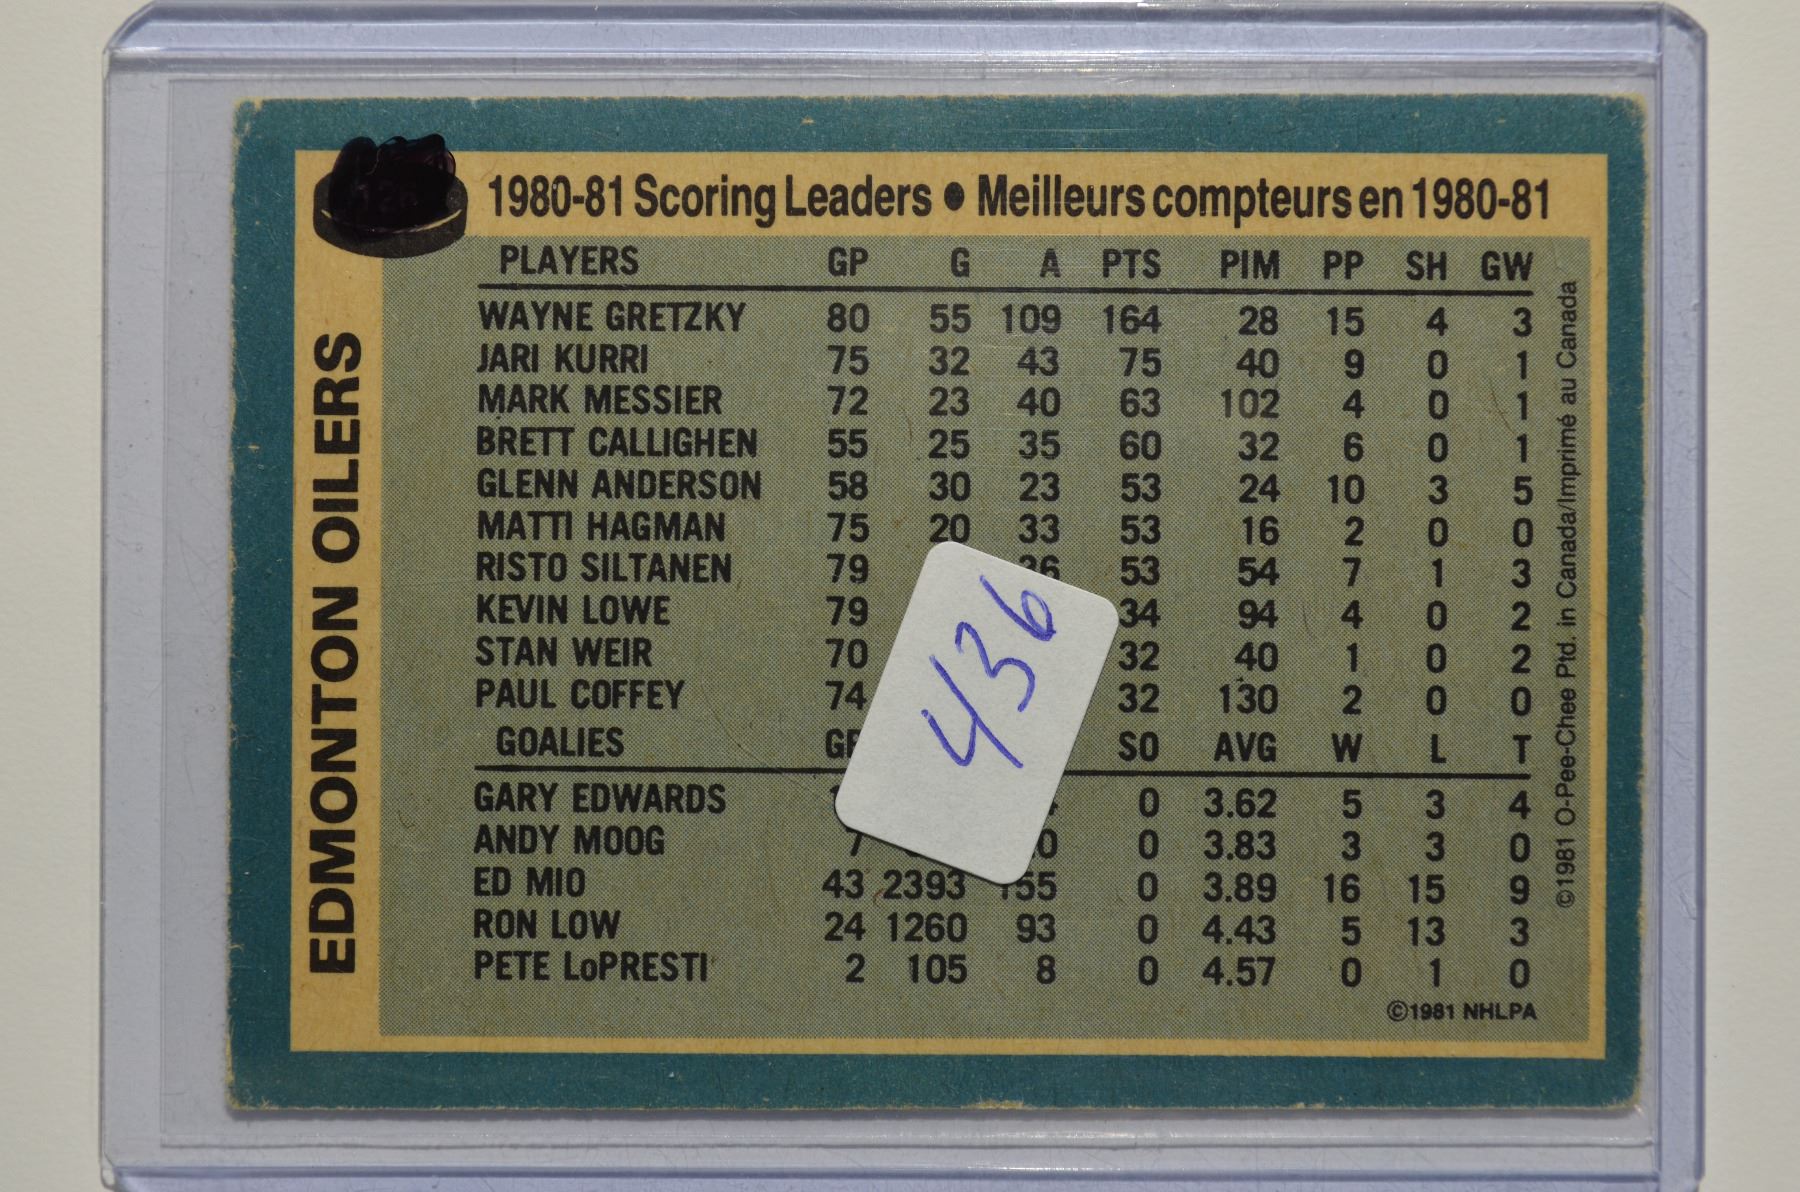 126
1980-81 Scoring Leaders • Meilleurs compteurs en 1980-81
EDMONTON OILERS
PLAYERS GP G A PTS PIM PP SH GW
WAYNE GRETZKY 80 55 109 164 28 15 4 3
JARI KURRI 75 32 43 75 40 9 0 1
MARK MESSIER 72 23 40 63 102 4 0 1
BRETT CALLIGHEN 55 25 35 60 32 6 0 1
GLENN ANDERSON 58 30 23 53 24 10 3 5
MATTI HAGMAN 75 20 33 53 16 2 0 0
RISTO SILTANEN 79 36 53 54 7 1 3
KEVIN LOWE 79 34 94 4 0 2
STAN WEIR 70 32 40 1 0 2
PAUL COFFEY 74 32 130 2 0 0
GOALIES SO AVG W L T
GARY EDWARDS 0 3.62 5 3 4
ANDY MOOG 7 0 3.83 3 3 0
ED MIO 43 2393 155 0 3.89 16 15 9
RON LOW 24 1260 93 0 4.43 5 13 3
PETE LoPRESTI 2 105 8 0 4.57 0 1 0
©1981 NHLPA
©1981 O-Pee-Chee Ptd. in Canada/Imprimé au Canada
436